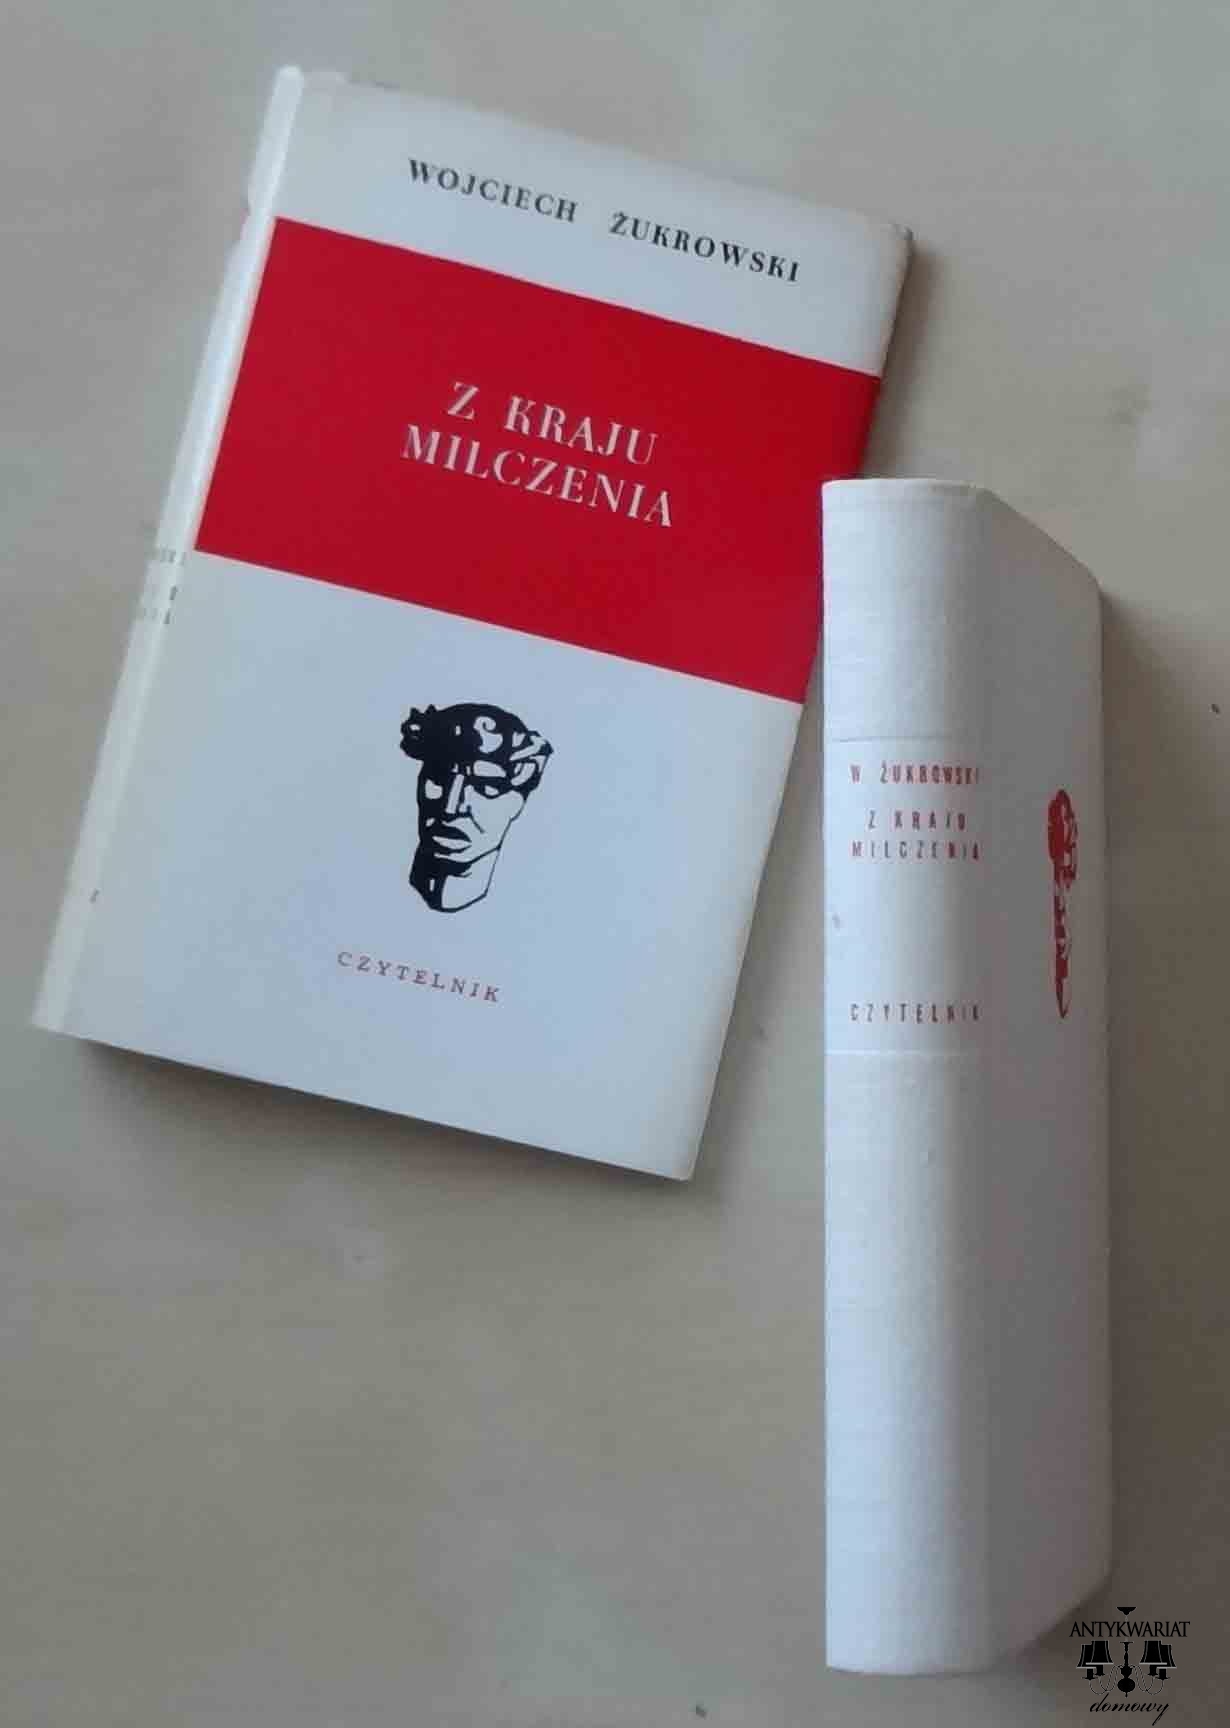 WOJCIECH ŻUKROWSKI
Z KRAJU
MILCZENIA
CZYTELNIK
W ŻUKROWSKI
Z KRAJU
MILCZENIA
CZYTELNIK
ANTYKWARIAT
domowy